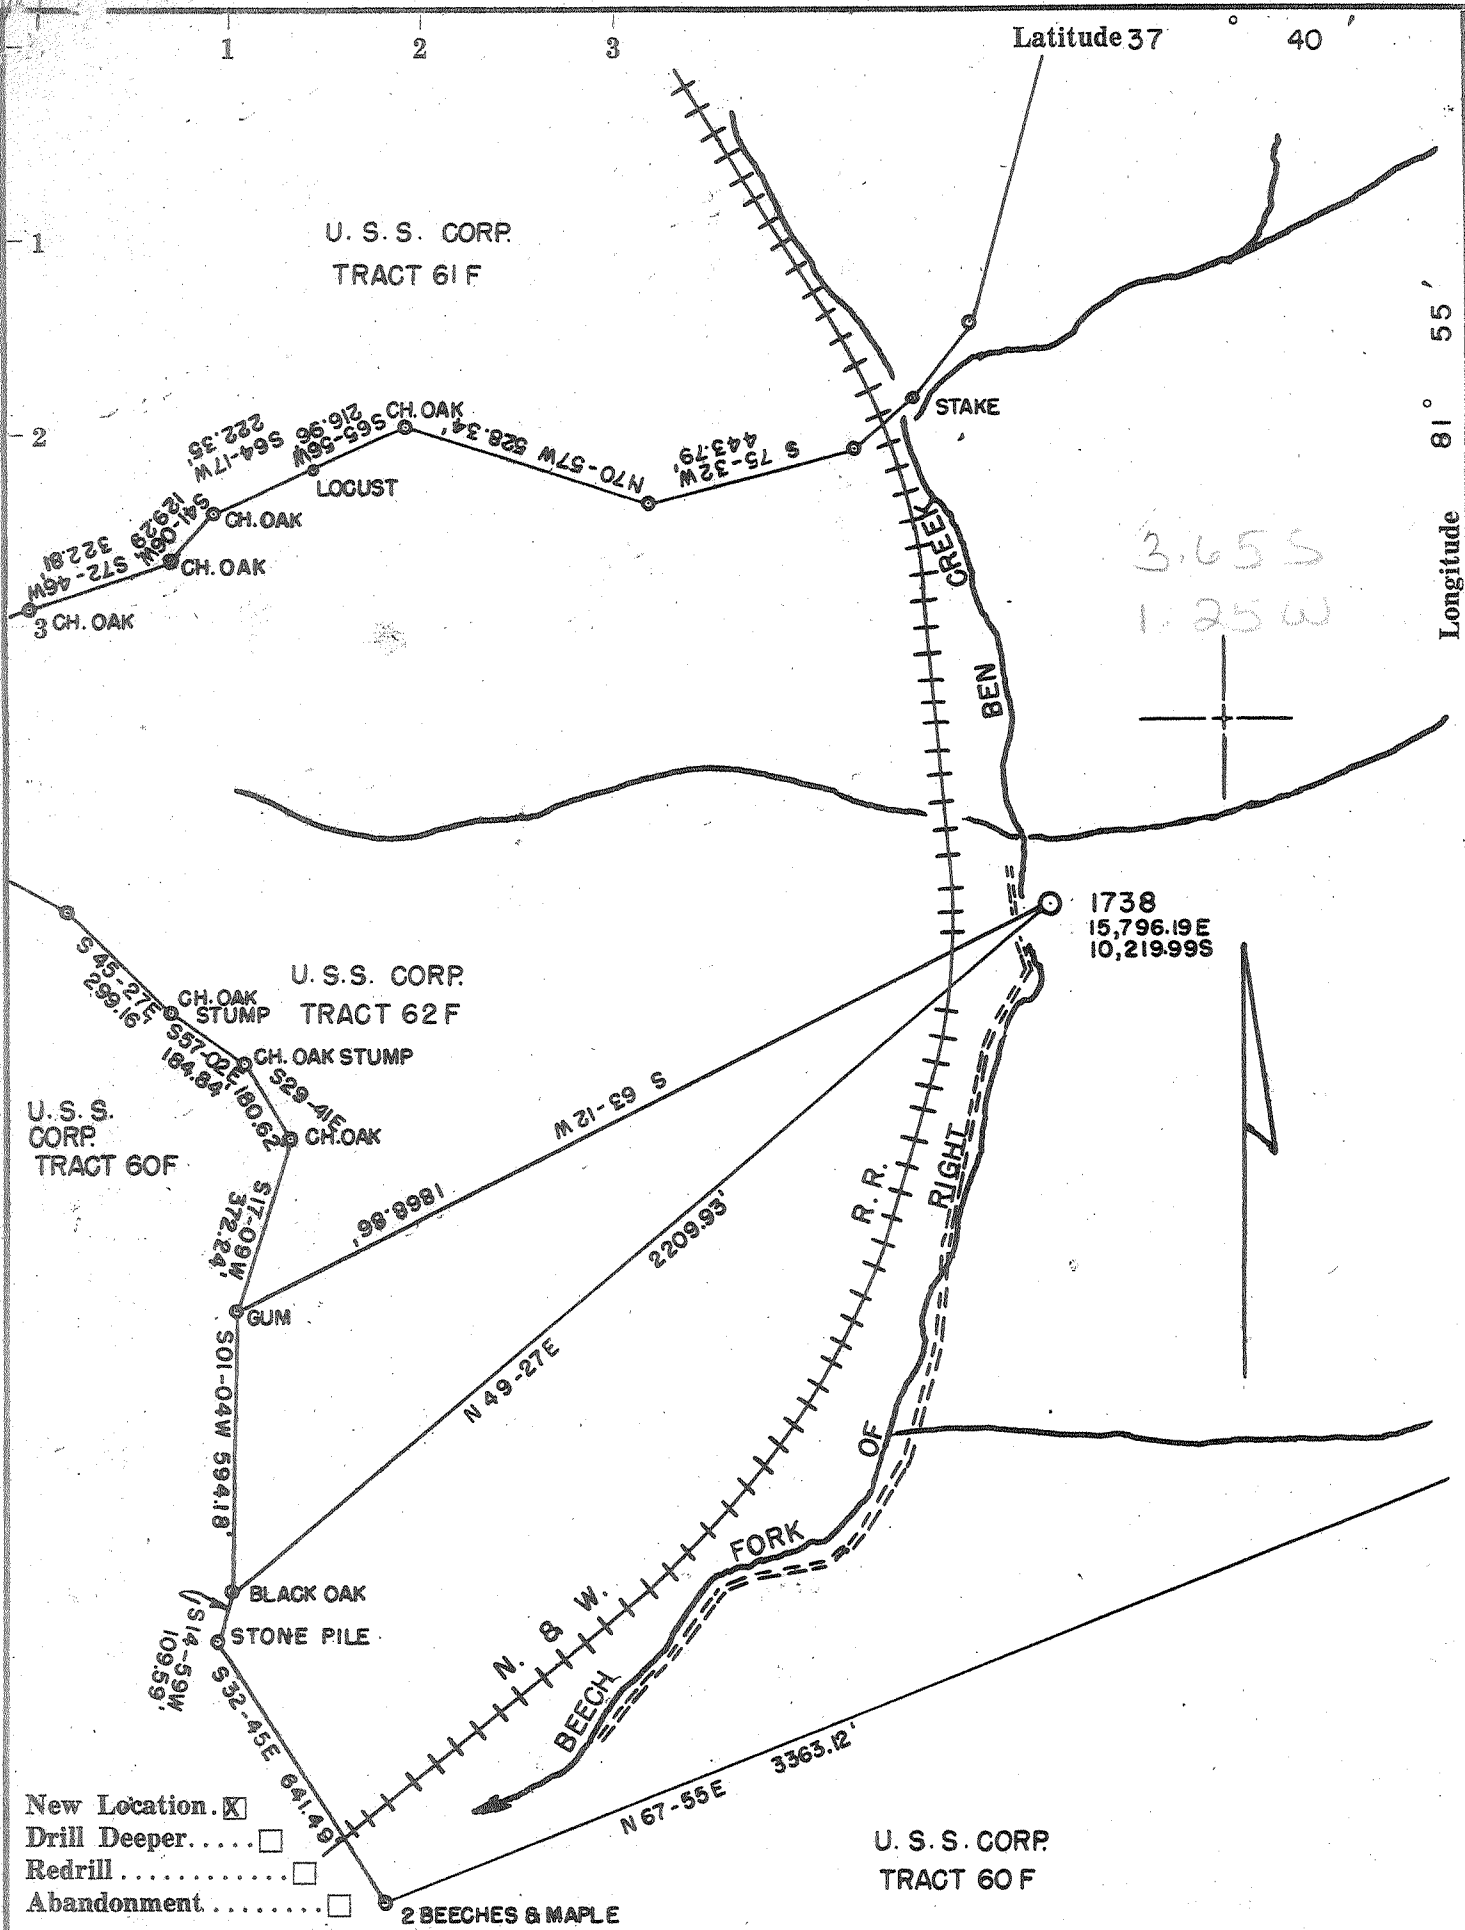 1
2
3
Latitude 37° 40'
Longitude 81° 55'
1
2
3
U. S. S. CORP.
TRACT 61 F
STAKE
S 75-32W
443.79'
N70-57W 528.34'
CH. OAK
S65-56W
216.96'
LOCUST
S64-17W
222.35'
CH. OAK
S41-06W
129.29'
CH. OAK
S72-46W
322.81'
CH. OAK
CREEK
BEN
3.65 S
1.25 W
1738
15,796.19E
10,219.99S
S 45-27E
299.16'
U. S. S. CORP.
TRACT 62 F
CH. OAK
STUMP
S57-02E
184.84'
CH. OAK STUMP
S29-41E
180.62'
CH. OAK
U. S. S.
CORP.
TRACT 60F
S 63-12W
1868.86'
S17-09W
372.24'
GUM
2209.93'
N 49-27E
R. R.
RIGHT
S01-04W 594.18'
OF
FORK
BLACK OAK
S14-59W
109.59'
STONE PILE
N. & W.
BEECH
S32-45E 641.49'
N 67-55E 3363.12'
New Location. X
Drill Deeper.....
Redrill............
Abandonment.........
2 BEECHES & MAPLE
U. S. S. CORP.
TRACT 60 F